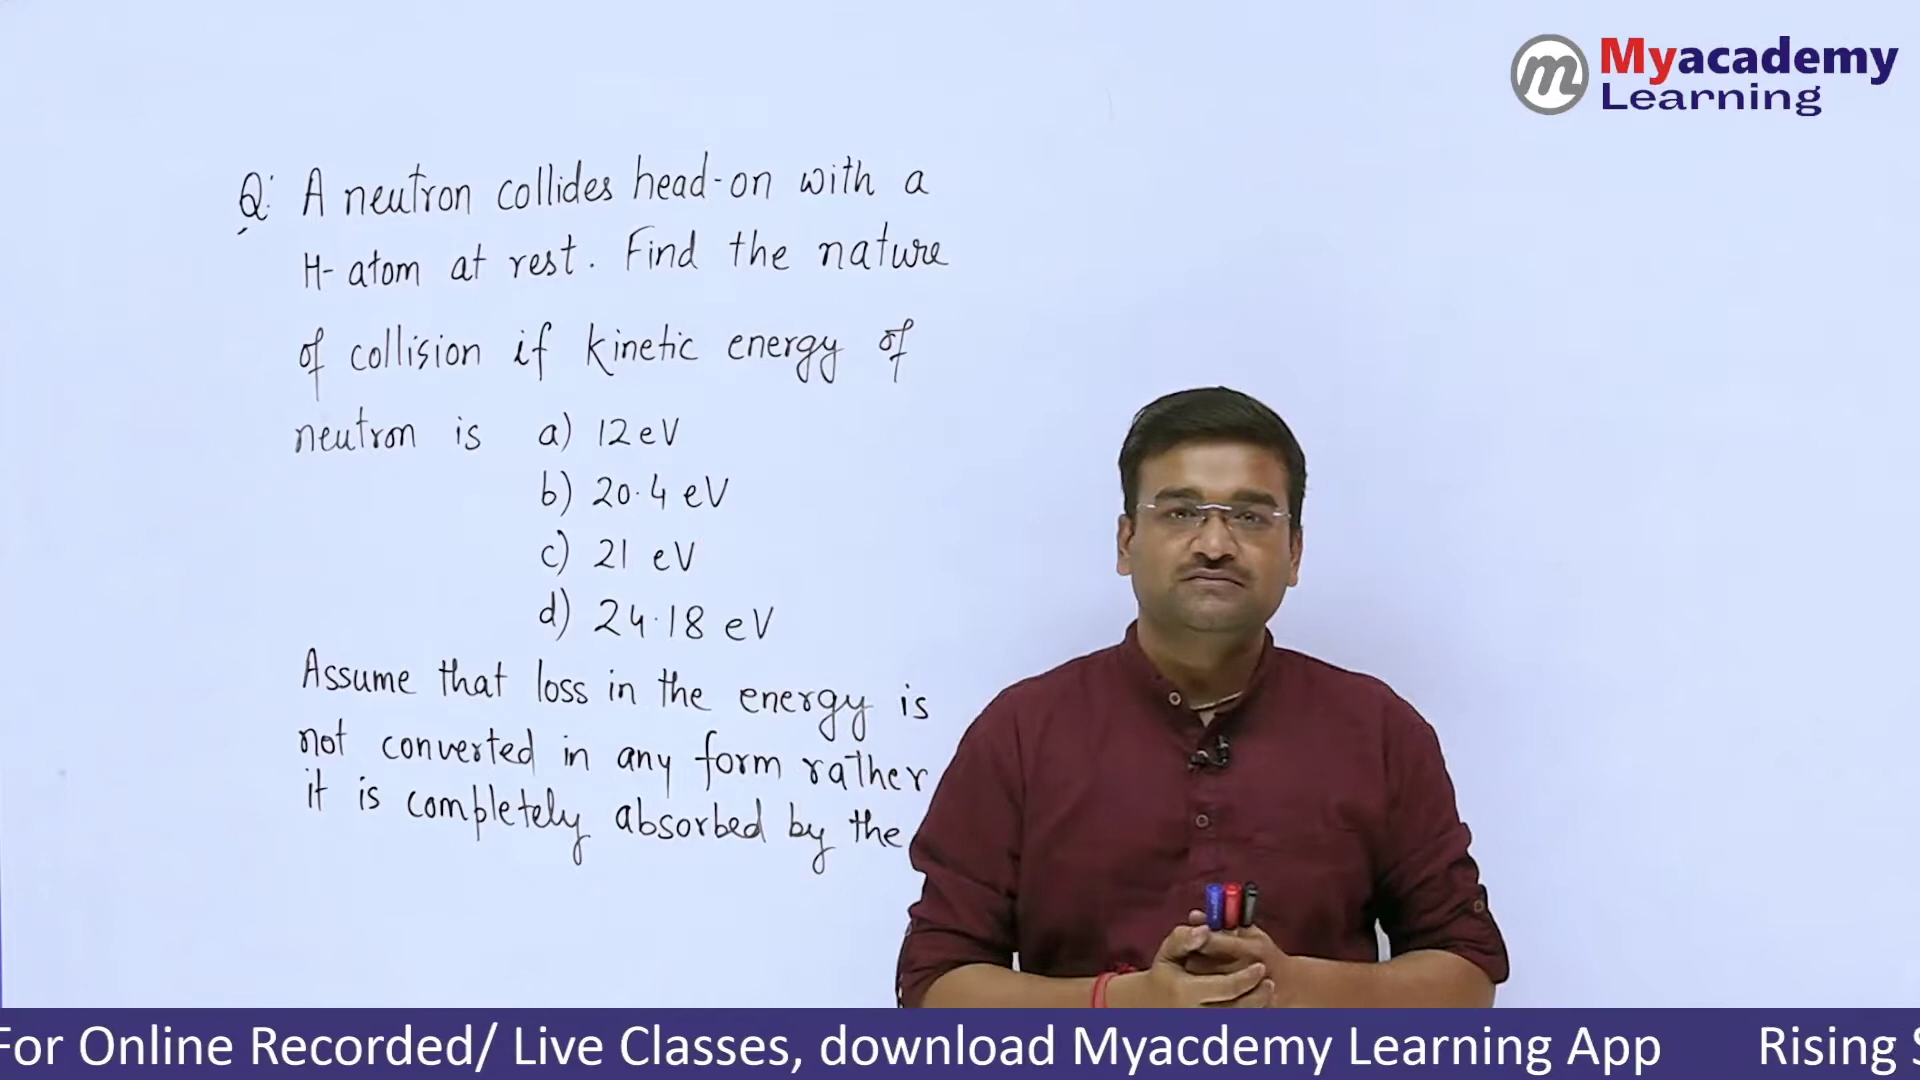 Myacademy
Learning
Q: A neutron collides head-on with a
H-atom at rest. Find the nature
of collision if kinetic energy of
neutron is a) 12 eV
b) 20.4 eV
c) 21 eV
d) 24.18 eV
Assume that loss in the energy is
not converted in any form rather
it is completely absorbed by the
For Online Recorded/ Live Classes, download Myacdemy Learning App Rising